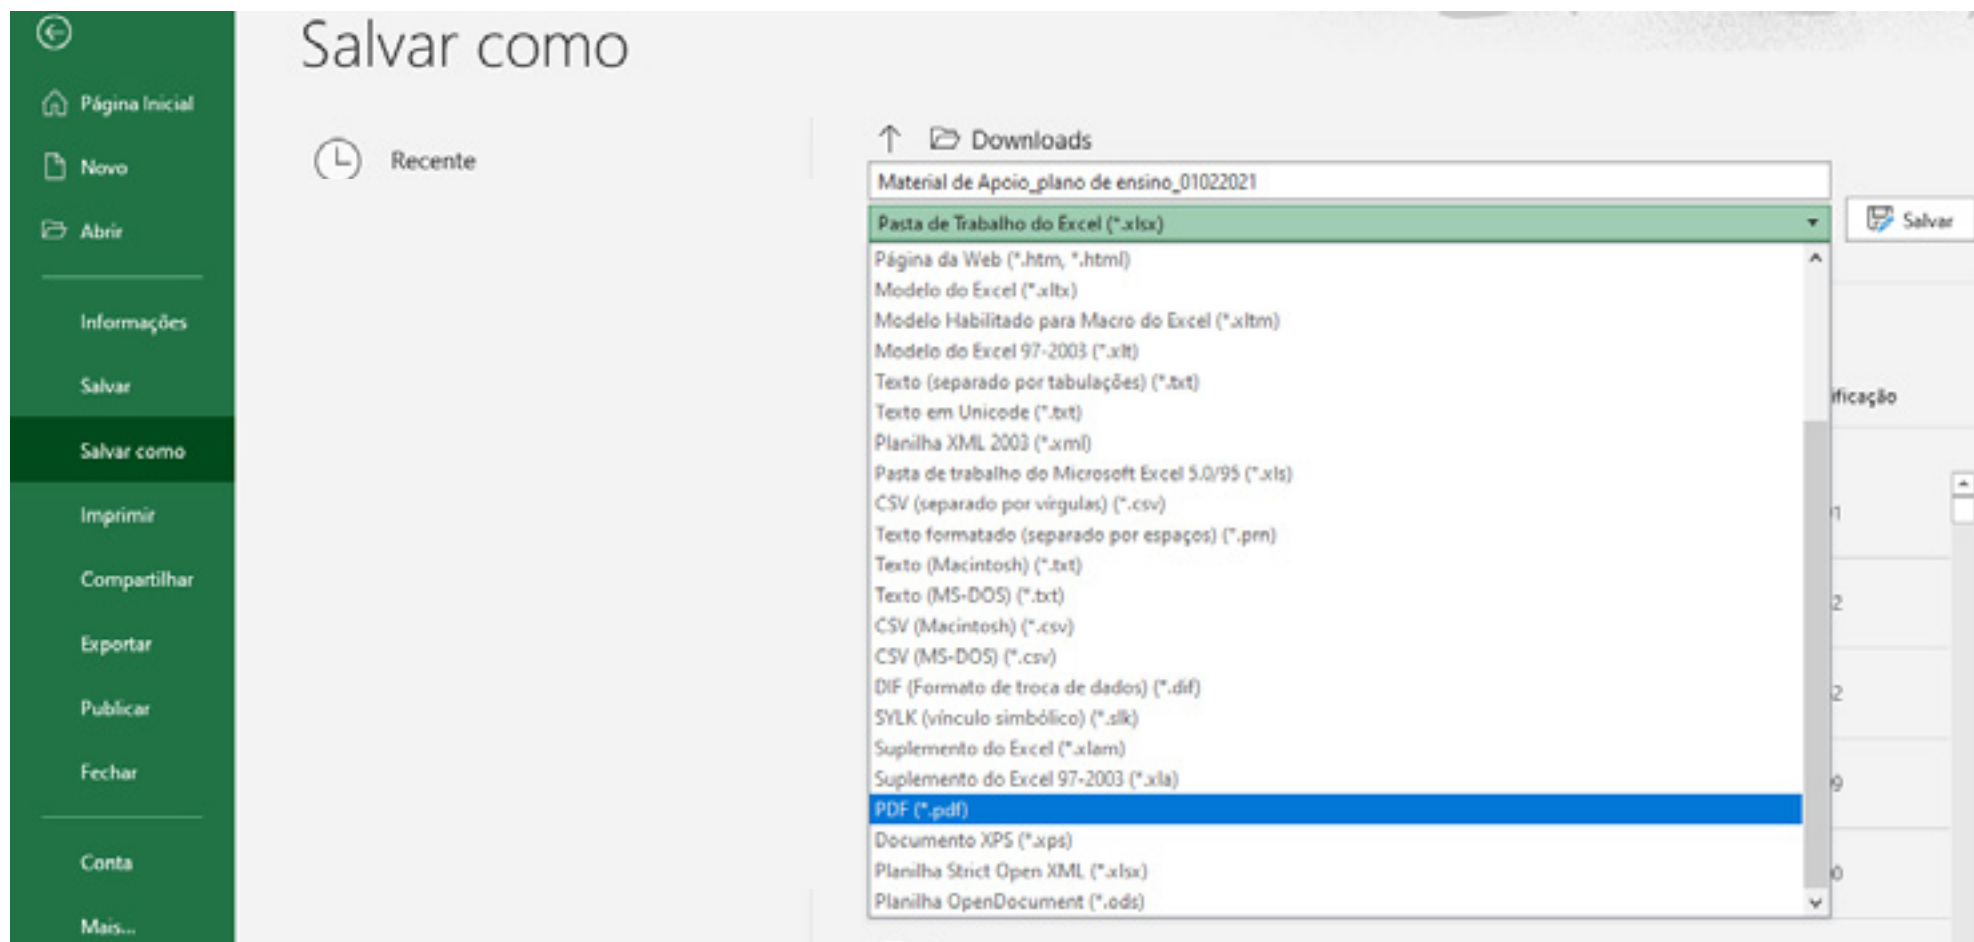 Salvar como
Página Inicial
Novo
Abrir
Informações
Salvar
Salvar como
Imprimir
Compartilhar
Exportar
Publicar
Fechar
Conta
Mais...
Recente
Downloads
Material de Apoio_plano de ensino_01022021
Pasta de Trabalho do Excel (*.xlsx)
Salvar
Página da Web (*.htm, *.html)
Modelo do Excel (*.xltx)
Modelo Habilitado para Macro do Excel (*.xltm)
Modelo do Excel 97-2003 (*.xlt)
Texto (separado por tabulações) (*.txt)
Texto em Unicode (*.txt)
Planilha XML 2003 (*.xml)
Pasta de trabalho do Microsoft Excel 5.0/95 (*.xls)
CSV (separado por vírgulas) (*.csv)
Texto formatado (separado por espaços) (*.prn)
Texto (Macintosh) (*.txt)
Texto (MS-DOS) (*.txt)
CSV (Macintosh) (*.csv)
CSV (MS-DOS) (*.csv)
DIF (Formato de troca de dados) (*.dif)
SYLK (vínculo simbólico) (*.slk)
Suplemento do Excel (*.xlam)
Suplemento do Excel 97-2003 (*.xla)
PDF (*.pdf)
Documento XPS (*.xps)
Planilha Strict Open XML (*.xlsx)
Planilha OpenDocument (*.ods)
ificação